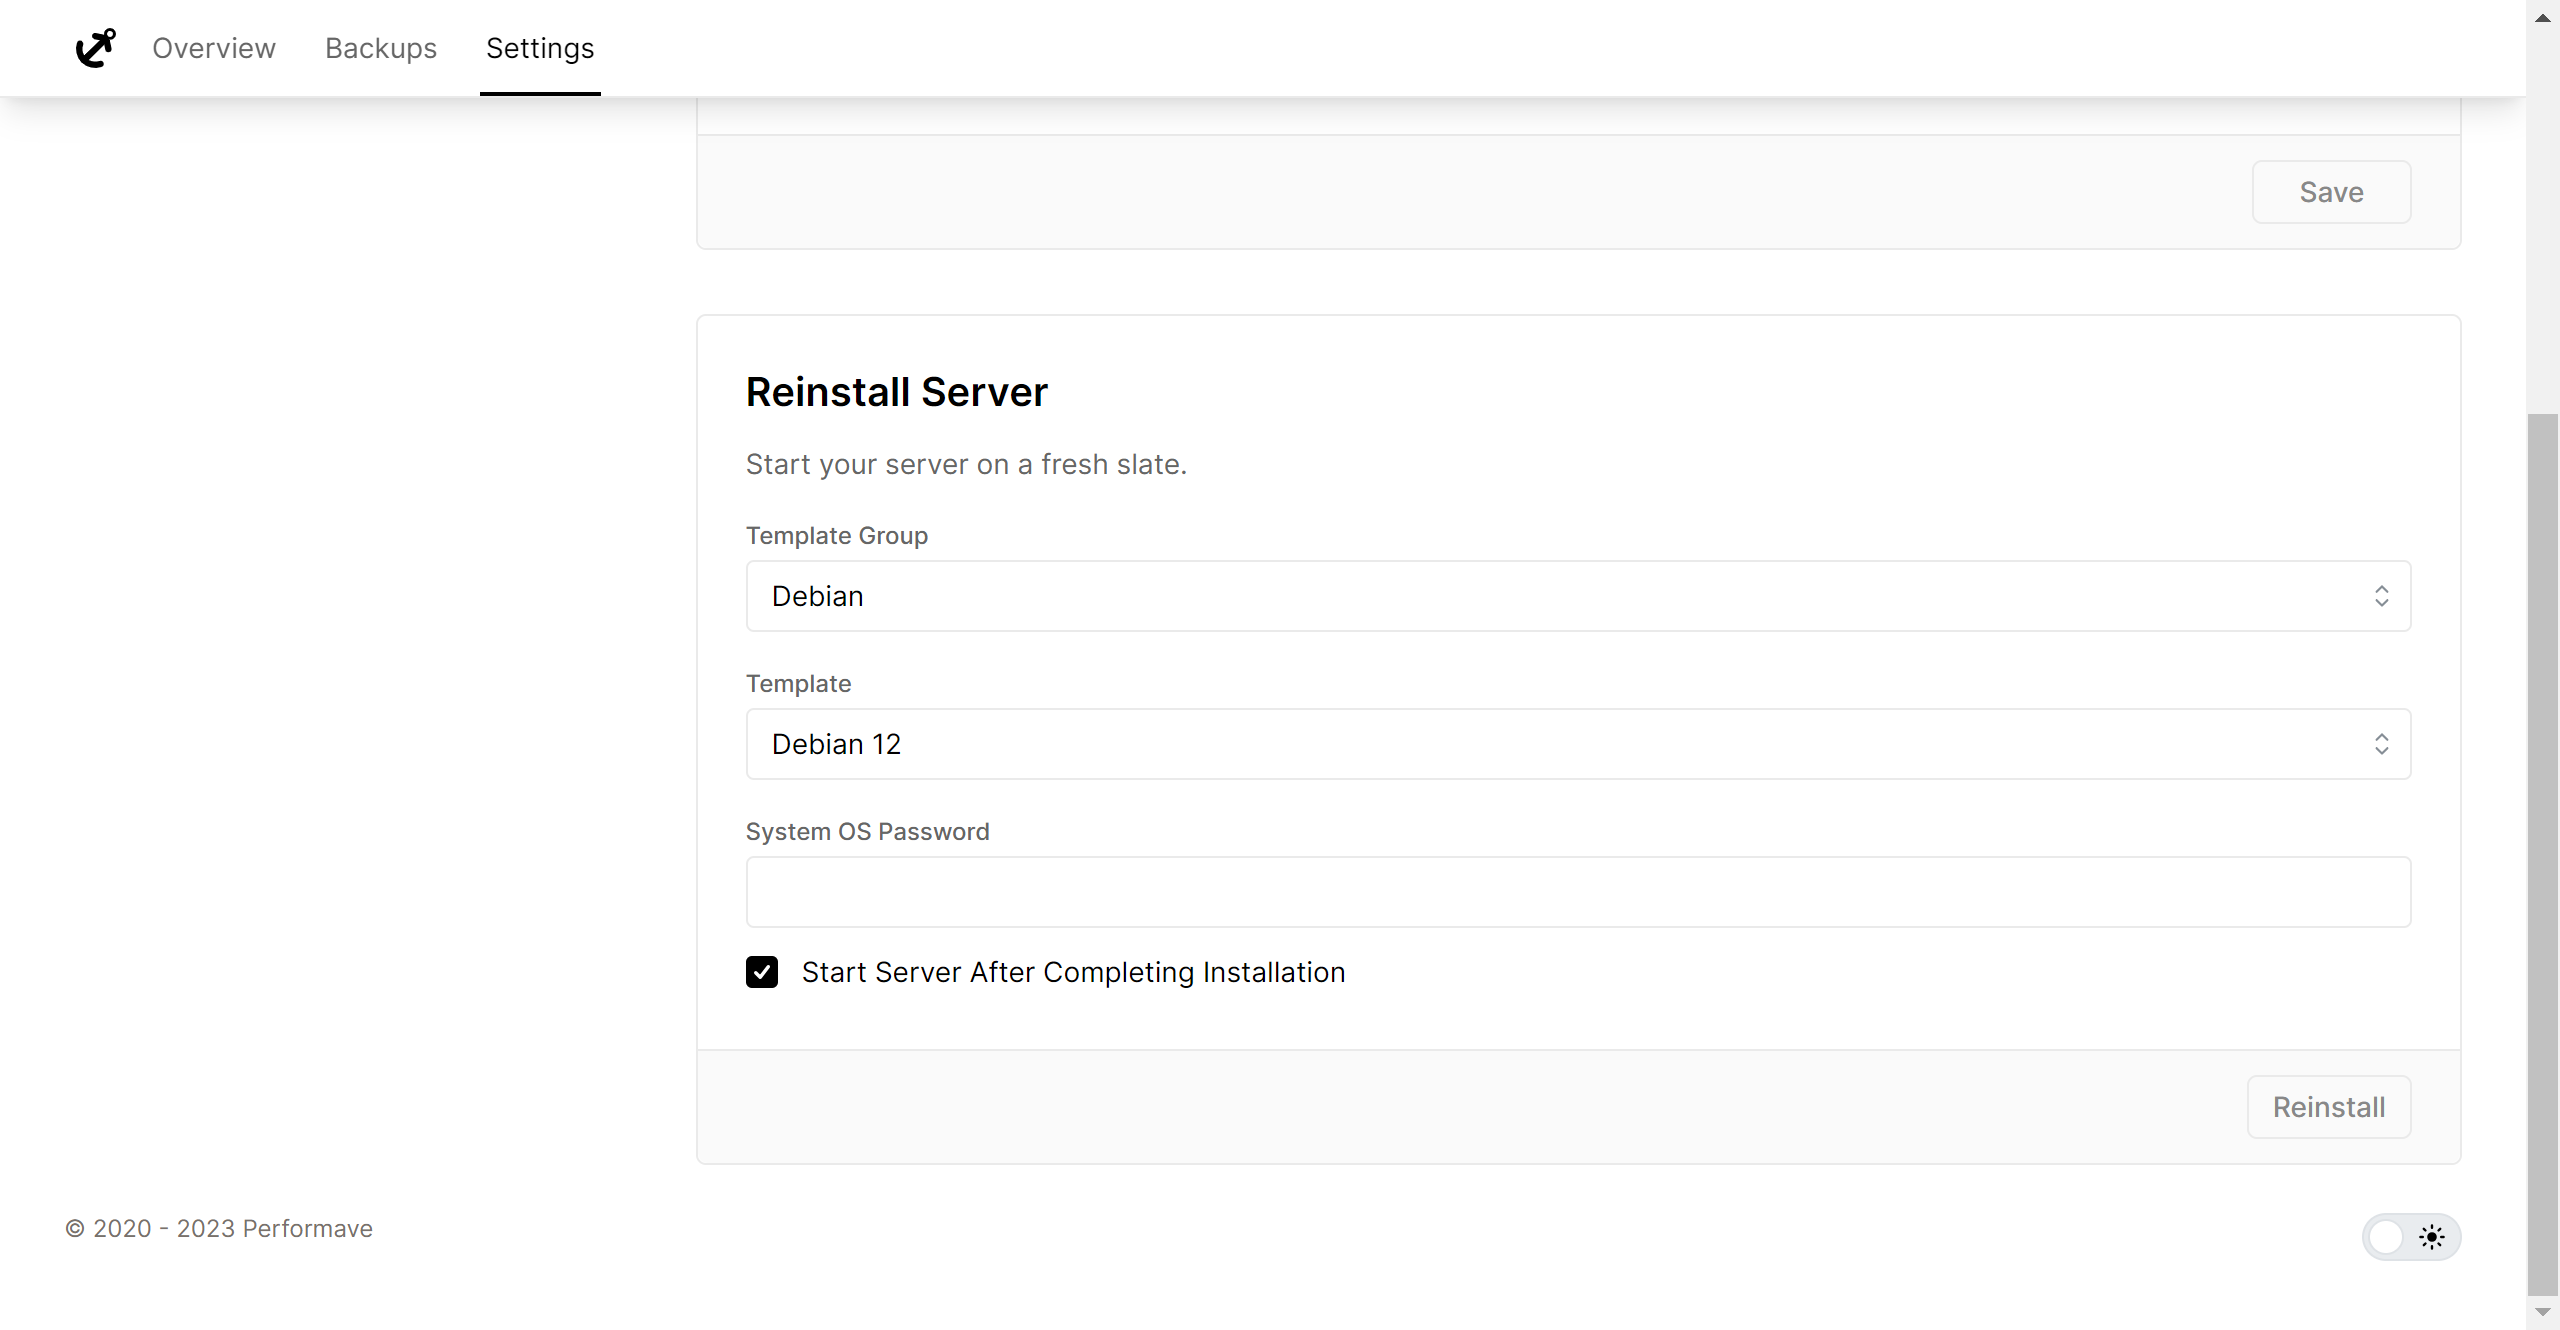 Overview Backups Settings
Save
Reinstall Server
Start your server on a fresh slate.
Template Group
Debian
Template
Debian 12
System OS Password
Start Server After Completing Installation
Reinstall
© 2020 - 2023 Performave